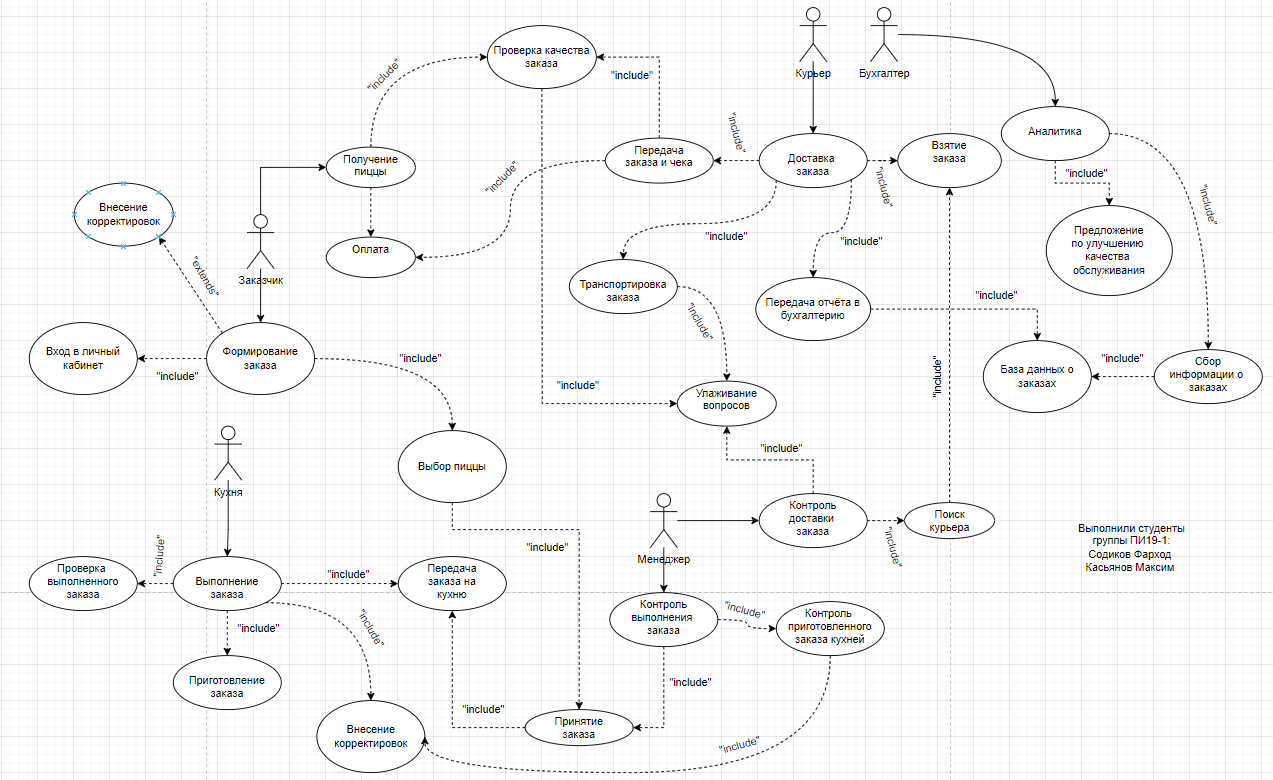 Проверка качества
заказа
"include"
"include"
Курьер
Бухгалтер
Получение
пиццы
"include"
Передача
заказа и чека
"include"
Доставка
заказа
"include"
Взятие
заказа
Аналитика
"include"
"include"
Внесение
корректировок
Заказчик
Оплата
"include"
"include"
Предложение
по улучшению
качества
обслуживания
"extends"
Транспортировка
заказа
"include"
Передача отчёта в
бухгалтерию
"include"
Вход в личный
кабинет
"include"
Формирование
заказа
"include"
"include"
Улаживание
вопросов
"include"
База данных о
заказах
"include"
Сбор
информации о
заказах
Кухня
Выбор пиццы
"include"
Контроль
доставки
заказа
"include"
Поиск
курьера
Менеджер
Выполнили студенты
группы ПИ19-1:
Содиков Фарход
Касьянов Максим
"include"
Проверка
выполненного
заказа
"include"
Выполнение
заказа
"include"
Передача
заказа на
кухню
"include"
"include"
Контроль
выполнения
заказа
"include"
Контроль
приготовленного
заказа кухней
Приготовление
заказа
"include"
Внесение
корректировок
"include"
Принятие
заказа
"include"